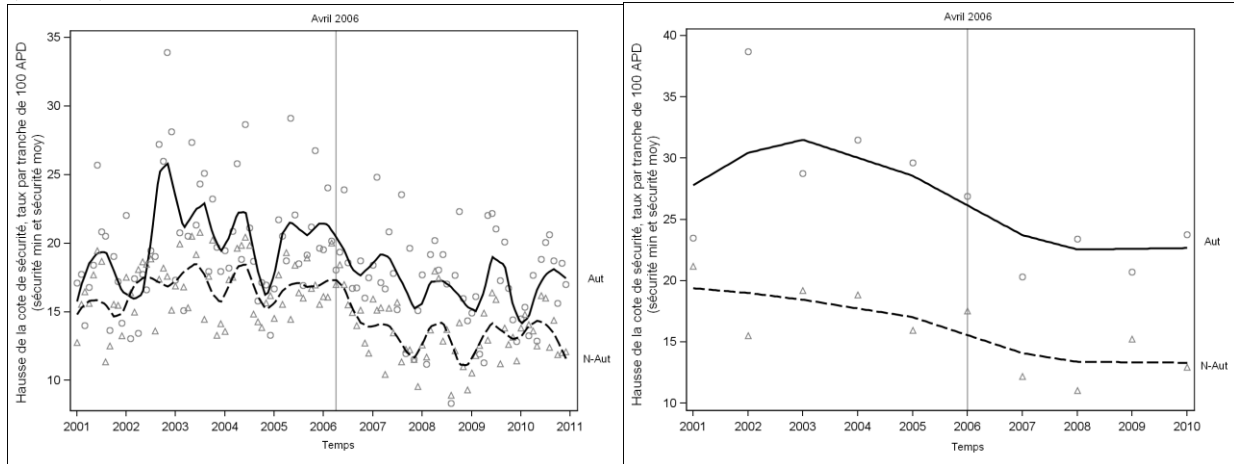 Avril 2006
Hausse de la cote de sécurité, taux par tranche de 100 APD
(sécurité min et sécurité moy)
35
30
25
20
15
10
Aut
N-Aut
2001 2002 2003 2004 2005 2006 2007 2008 2009 2010 2011
Temps
Avril 2006
Hausse de la cote de sécurité, taux par tranche de 100 APD
(sécurité min et sécurité moy)
40
35
30
25
20
15
10
Aut
N-Aut
2001 2002 2003 2004 2005 2006 2007 2008 2009 2010
Temps